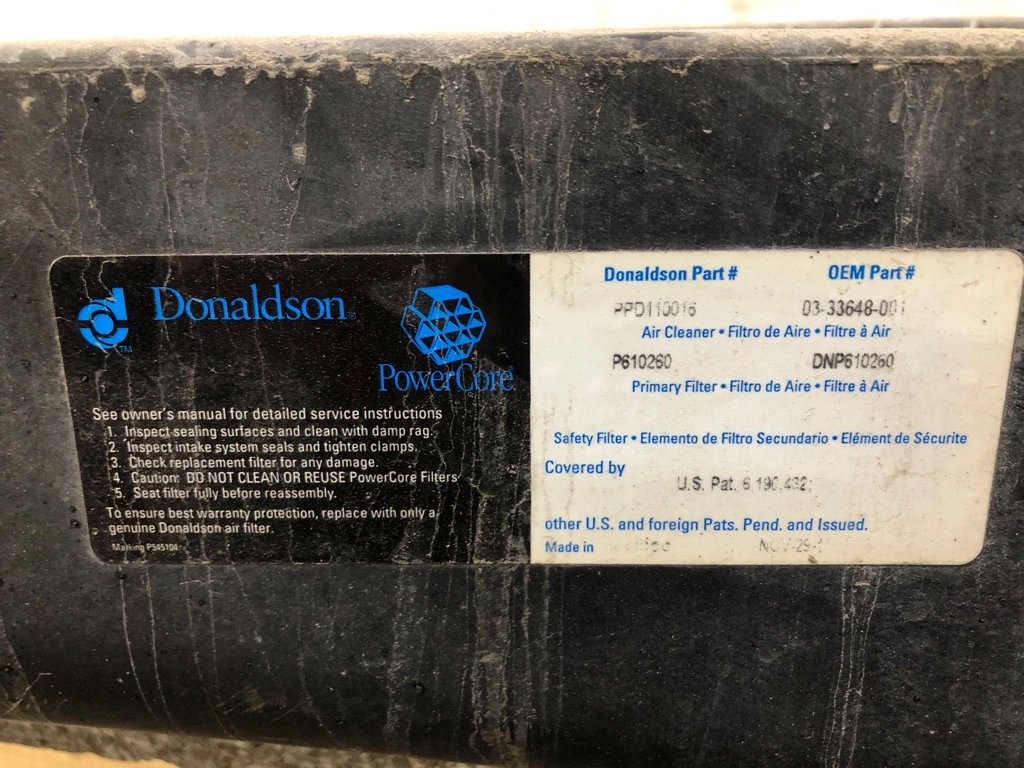 Donaldson®
PowerCore®
See owner's manual for detailed service instructions
1. Inspect sealing surfaces and clean with damp rag.
2. Inspect intake system seals and tighten clamps.
3. Check replacement filter for any damage.
4. Caution: DO NOT CLEAN OR REUSE PowerCore Filters
5. Seat filter fully before reassembly.
To ensure best warranty protection, replace with only a
genuine Donaldson air filter.
Marking P545104
Donaldson Part # OEM Part #
PPD110016 03-33648-001
Air Cleaner • Filtro de Aire • Filtre à Air
P610260 DNP610260
Primary Filter • Filtro de Aire • Filtre à Air
Safety Filter • Elemento de Filtro Secundario • Elément de Sécurite
Covered by
U.S. Pat. 6,190,432;
other U.S. and foreign Pats. Pend. and Issued.
Made in